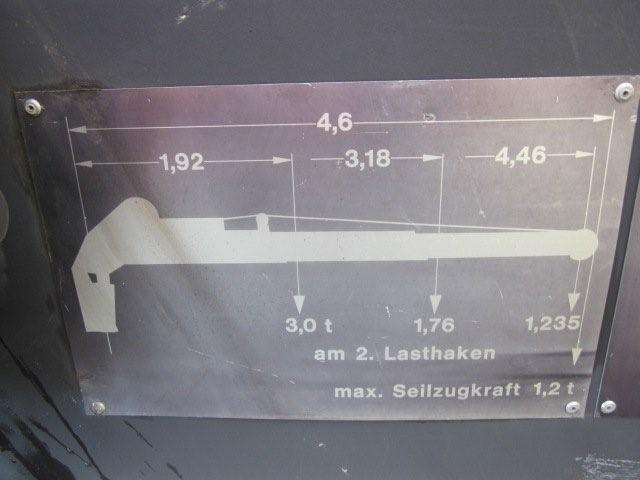 4,6
1,92 3,18 4,46
3,0 t 1,76 1,235
am 2. Lasthaken
max. Seilzugkraft 1,2 t